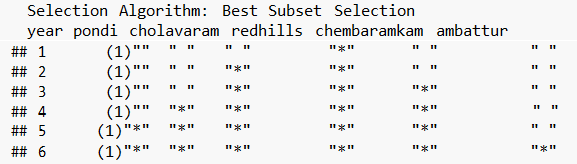 Selection Algorithm: Best Subset Selection
year pondi cholavaram redhills chembaramkam ambattur
## 1 (1)"" " " " " "*" " " " "
## 2 (1)"" " " "*" "*" " " " "
## 3 (1)"" " " "*" "*" "*" " "
## 4 (1)"" "*" "*" "*" "*" " "
## 5 (1)"*" "*" "*" "*" "*" " "
## 6 (1)"*" "*" "*" "*" "*" "*"